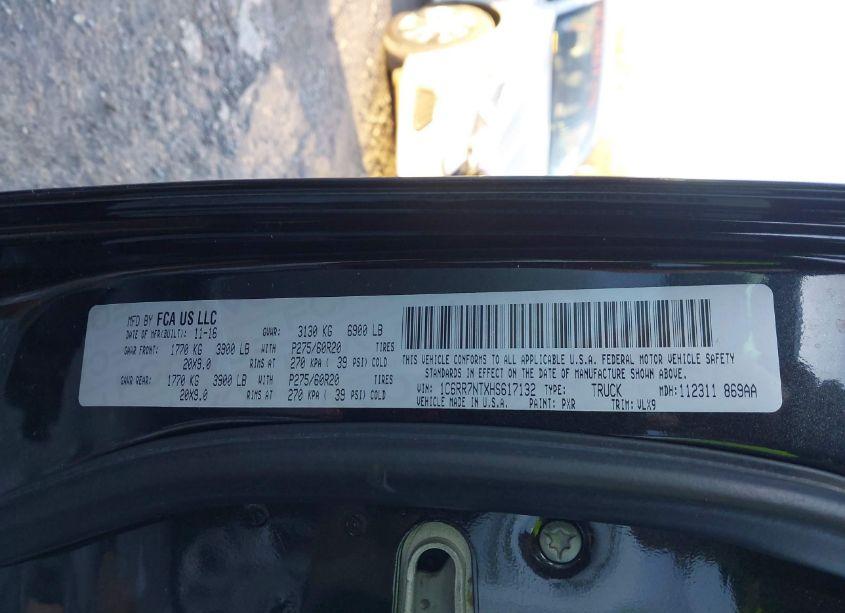 MFD BY FCA US LLC
DATE OF MFR(BUILT): 11-16 GVWR: 3130 KG 6900 LB
GAWR FRONT: 1770 KG 3900 LB WITH P275/60R20 TIRES
20X9.0 RIMS AT 270 KPA ( 39 PSI) COLD
GAWR REAR: 1770 KG 3900 LB WITH P275/60R20 TIRES
20X9.0 RIMS AT 270 KPA ( 39 PSI) COLD
THIS VEHICLE CONFORMS TO ALL APPLICABLE U.S.A. FEDERAL MOTOR VEHICLE SAFETY
STANDARDS IN EFFECT ON THE DATE OF MANUFACTURE SHOWN ABOVE.
VIN: 1C6RR7NTXHS617132 TYPE: TRUCK MDH: 112311 869AA
VEHICLE MADE IN U.S.A. PAINT: PXR TRIM: VLX9